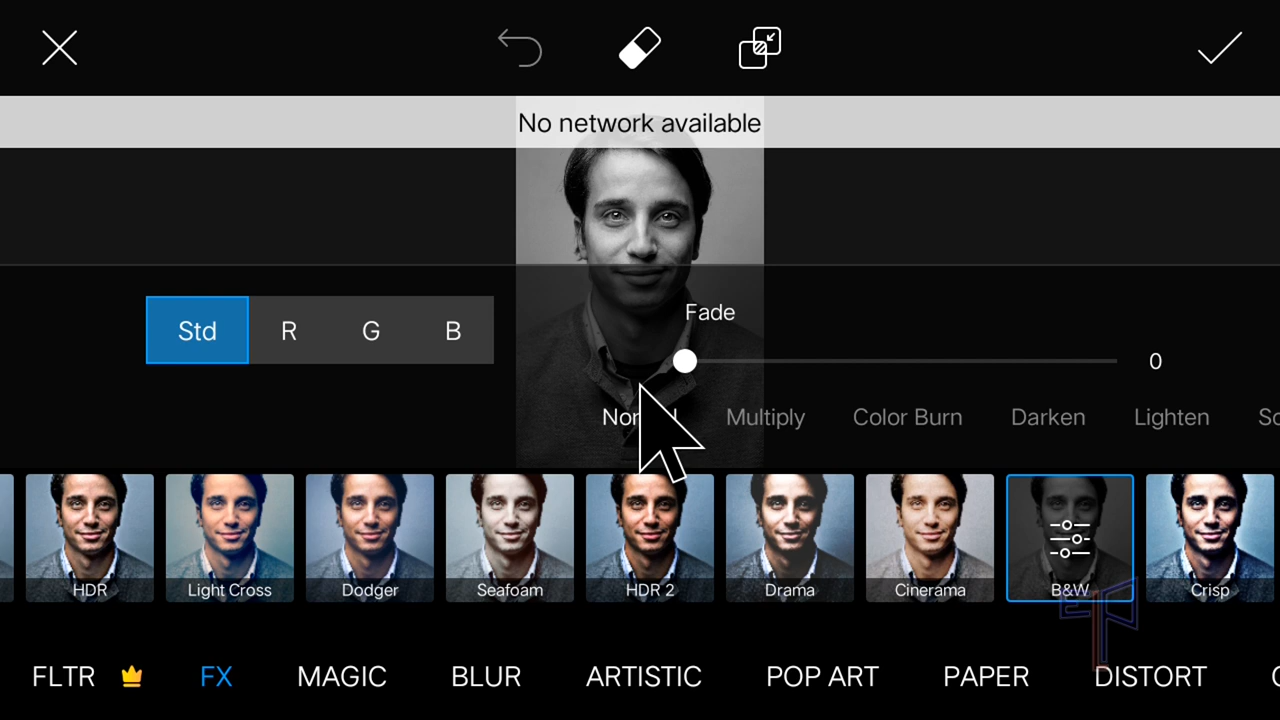 No network available
Std R G B
Fade
0
Multiply Color Burn Darken Lighten
HDR Light Cross Dodger Seafoam HDR 2 Drama Cinerama B&W Crisp
FLTR FX MAGIC BLUR ARTISTIC POP ART PAPER DISTORT